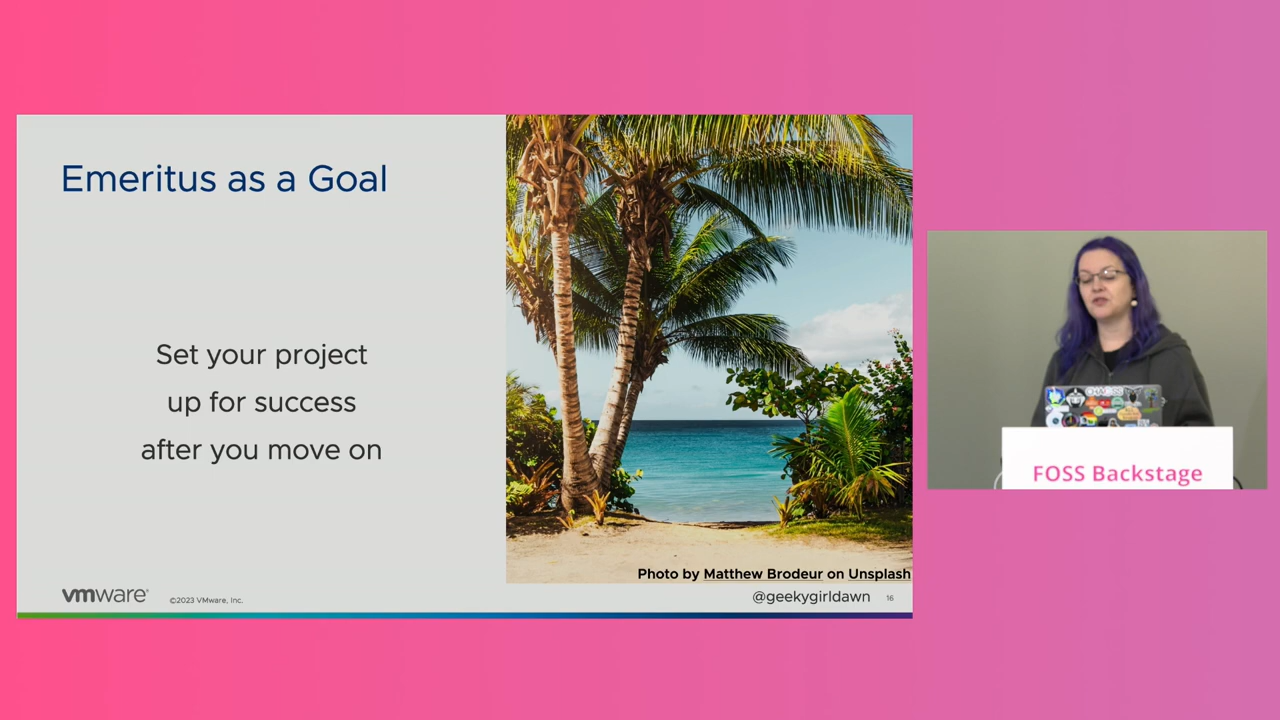 Emeritus as a Goal
Set your project
up for success
after you move on
Photo by Matthew Brodeur on Unsplash
vmware®
©2023 VMware, Inc.
@geekygirldawn
16
CHAOSS
FOSS Backstage